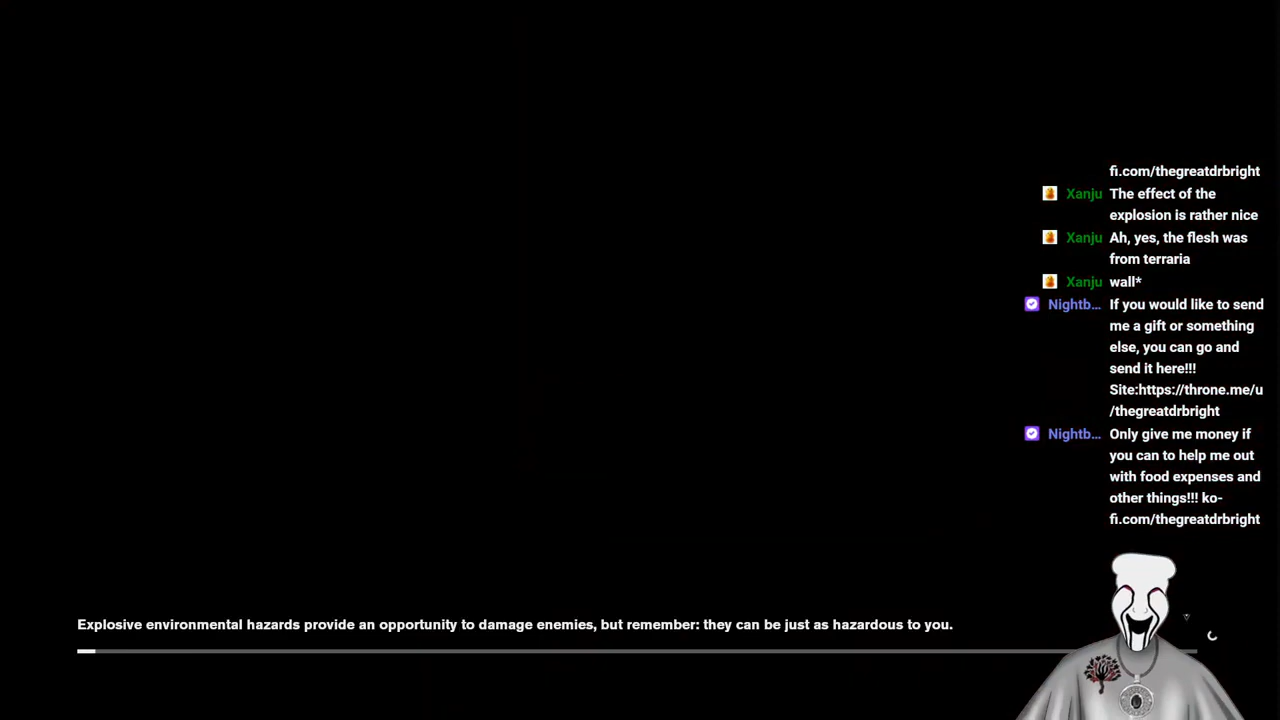 fi.com/thegreatdrbright
Xanju The effect of the
explosion is rather nice
Xanju Ah, yes, the flesh was
from terraria
Xanju wall*
Nightb... If you would like to send
me a gift or something
else, you can go and
send it here!!!
Site:https://throne.me/u
/thegreatdrbright
Nightb... Only give me money if
you can to help me out
with food expenses and
other things!!! ko-
fi.com/thegreatdrbright
Explosive environmental hazards provide an opportunity to damage enemies, but remember: they can be just as hazardous to you.